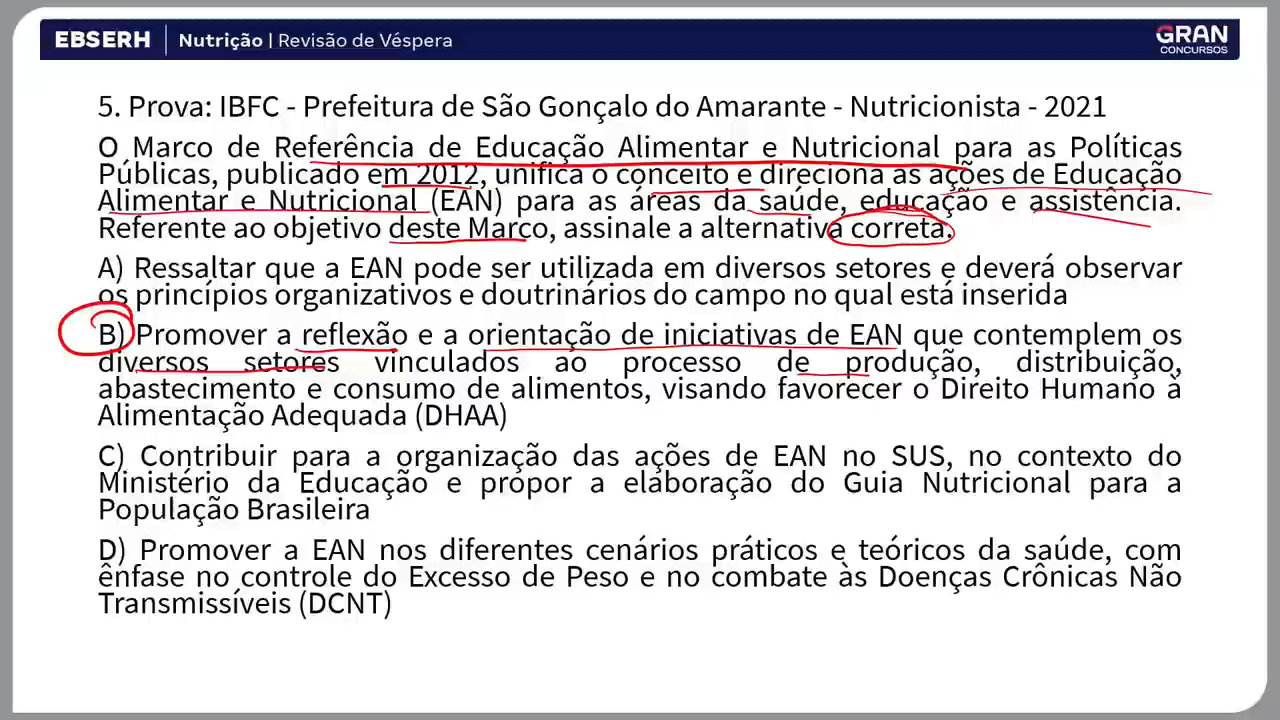 EBSERH | Nutrição | Revisão de Véspera
GRAN
CONCURSOS
5. Prova: IBFC - Prefeitura de São Gonçalo do Amarante - Nutricionista - 2021
O Marco de Referência de Educação Alimentar e Nutricional para as Políticas
Públicas, publicado em 2012, unifica o conceito e direciona as ações de Educação
Alimentar e Nutricional (EAN) para as áreas da saúde, educação e assistência.
Referente ao objetivo deste Marco, assinale a alternativa correta.
A) Ressaltar que a EAN pode ser utilizada em diversos setores e deverá observar
os princípios organizativos e doutrinários do campo no qual está inserida
B) Promover a reflexão e a orientação de iniciativas de EAN que contemplem os
diversos setores vinculados ao processo de produção, distribuição,
abastecimento e consumo de alimentos, visando favorecer o Direito Humano à
Alimentação Adequada (DHAA)
C) Contribuir para a organização das ações de EAN no SUS, no contexto do
Ministério da Educação e propor a elaboração do Guia Nutricional para a
População Brasileira
D) Promover a EAN nos diferentes cenários práticos e teóricos da saúde, com
ênfase no controle do Excesso de Peso e no combate às Doenças Crônicas Não
Transmissíveis (DCNT)